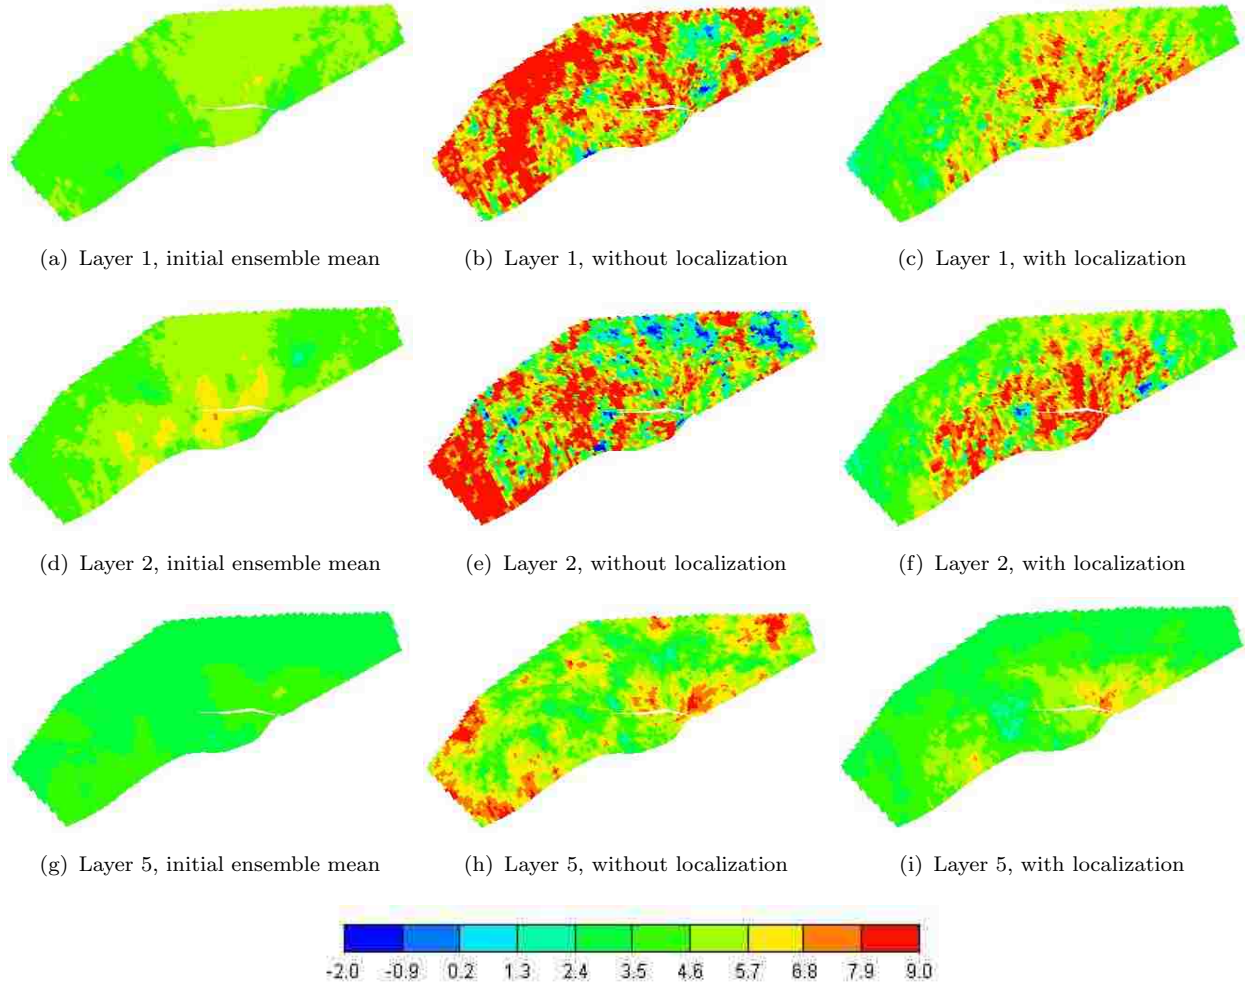 (a) Layer 1, initial ensemble mean (b) Layer 1, without localization (c) Layer 1, with localization
(d) Layer 2, initial ensemble mean (e) Layer 2, without localization (f) Layer 2, with localization
(g) Layer 5, initial ensemble mean (h) Layer 5, without localization (i) Layer 5, with localization
-2.0 -0.9 0.2 1.3 2.4 3.5 4.6 5.7 6.8 7.9 9.0